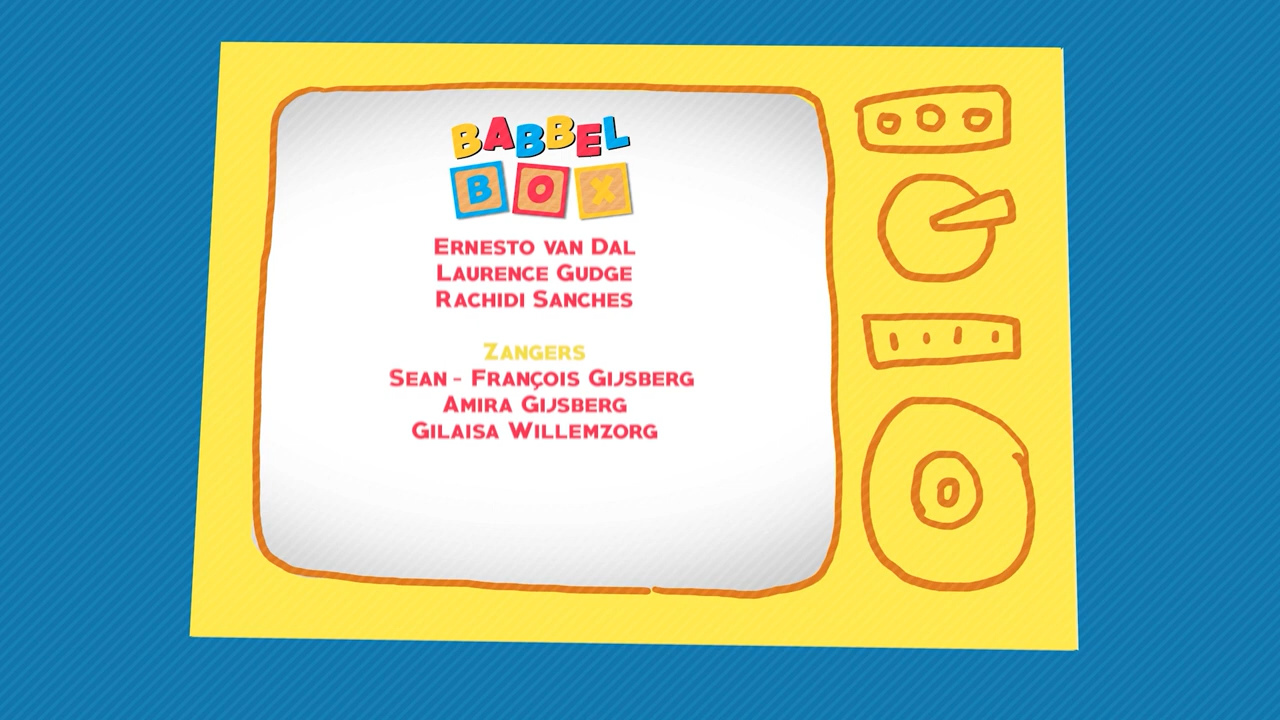 BABBEL
BOX
ERNESTO VAN DAL
LAURENCE GUDGE
RACHIDI SANCHES
ZANGERS
SEAN - FRANÇOIS GIJSBERG
AMIRA GIJSBERG
GILAISA WILLEMZORG